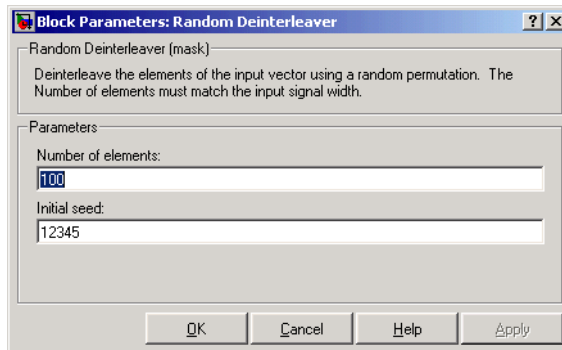 Block Parameters: Random Deinterleaver
Random Deinterleaver (mask)
Deinterleave the elements of the input vector using a random permutation. The
Number of elements must match the input signal width.
Parameters
Number of elements:
100
Initial seed:
12345
OK Cancel Help Apply